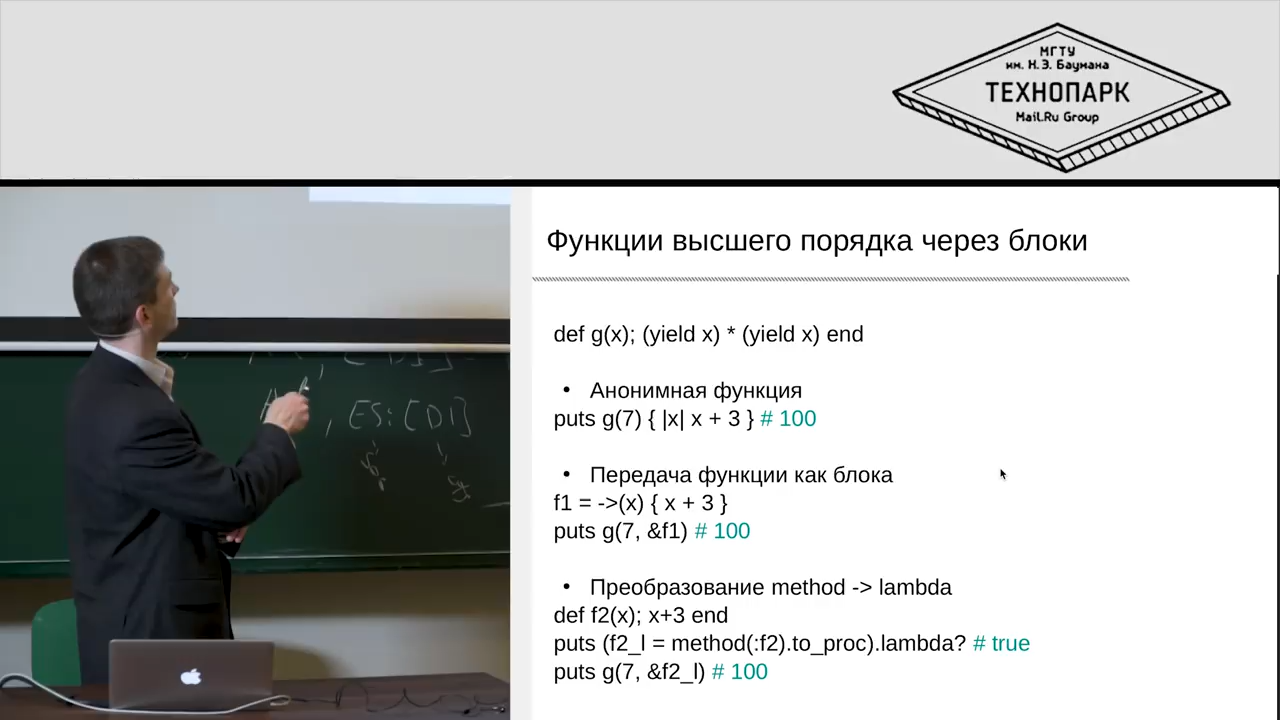 МГТУ
им. Н.Э. Баумана
ТЕХНОПАРК
Mail.Ru Group
Функции высшего порядка через блоки
def g(x); (yield x) * (yield x) end
• Анонимная функция
puts g(7) { |x| x + 3 } # 100
• Передача функции как блока
f1 = ->(x) { x + 3 }
puts g(7, &f1) # 100
• Преобразование method -> lambda
def f2(x); x+3 end
puts (f2_l = method(:f2).to_proc).lambda? # true
puts g(7, &f2_l) # 100
, ES: [D1]